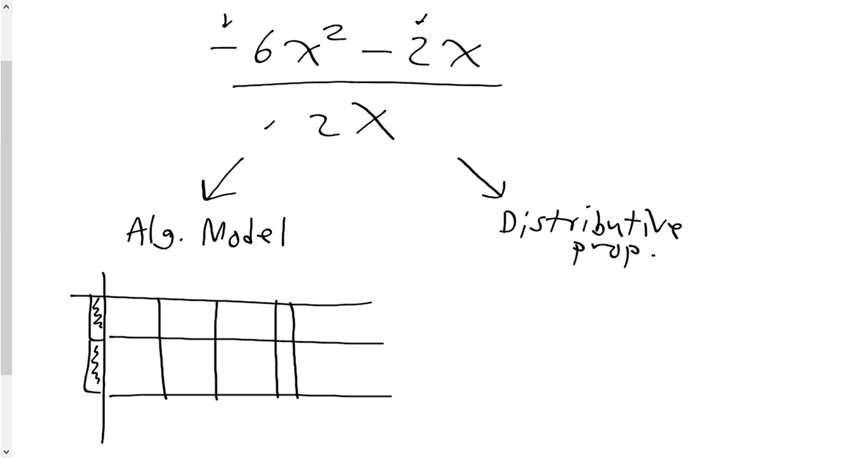 - 6x² - 2x
2x
Alg. Model
Distributive
prop.